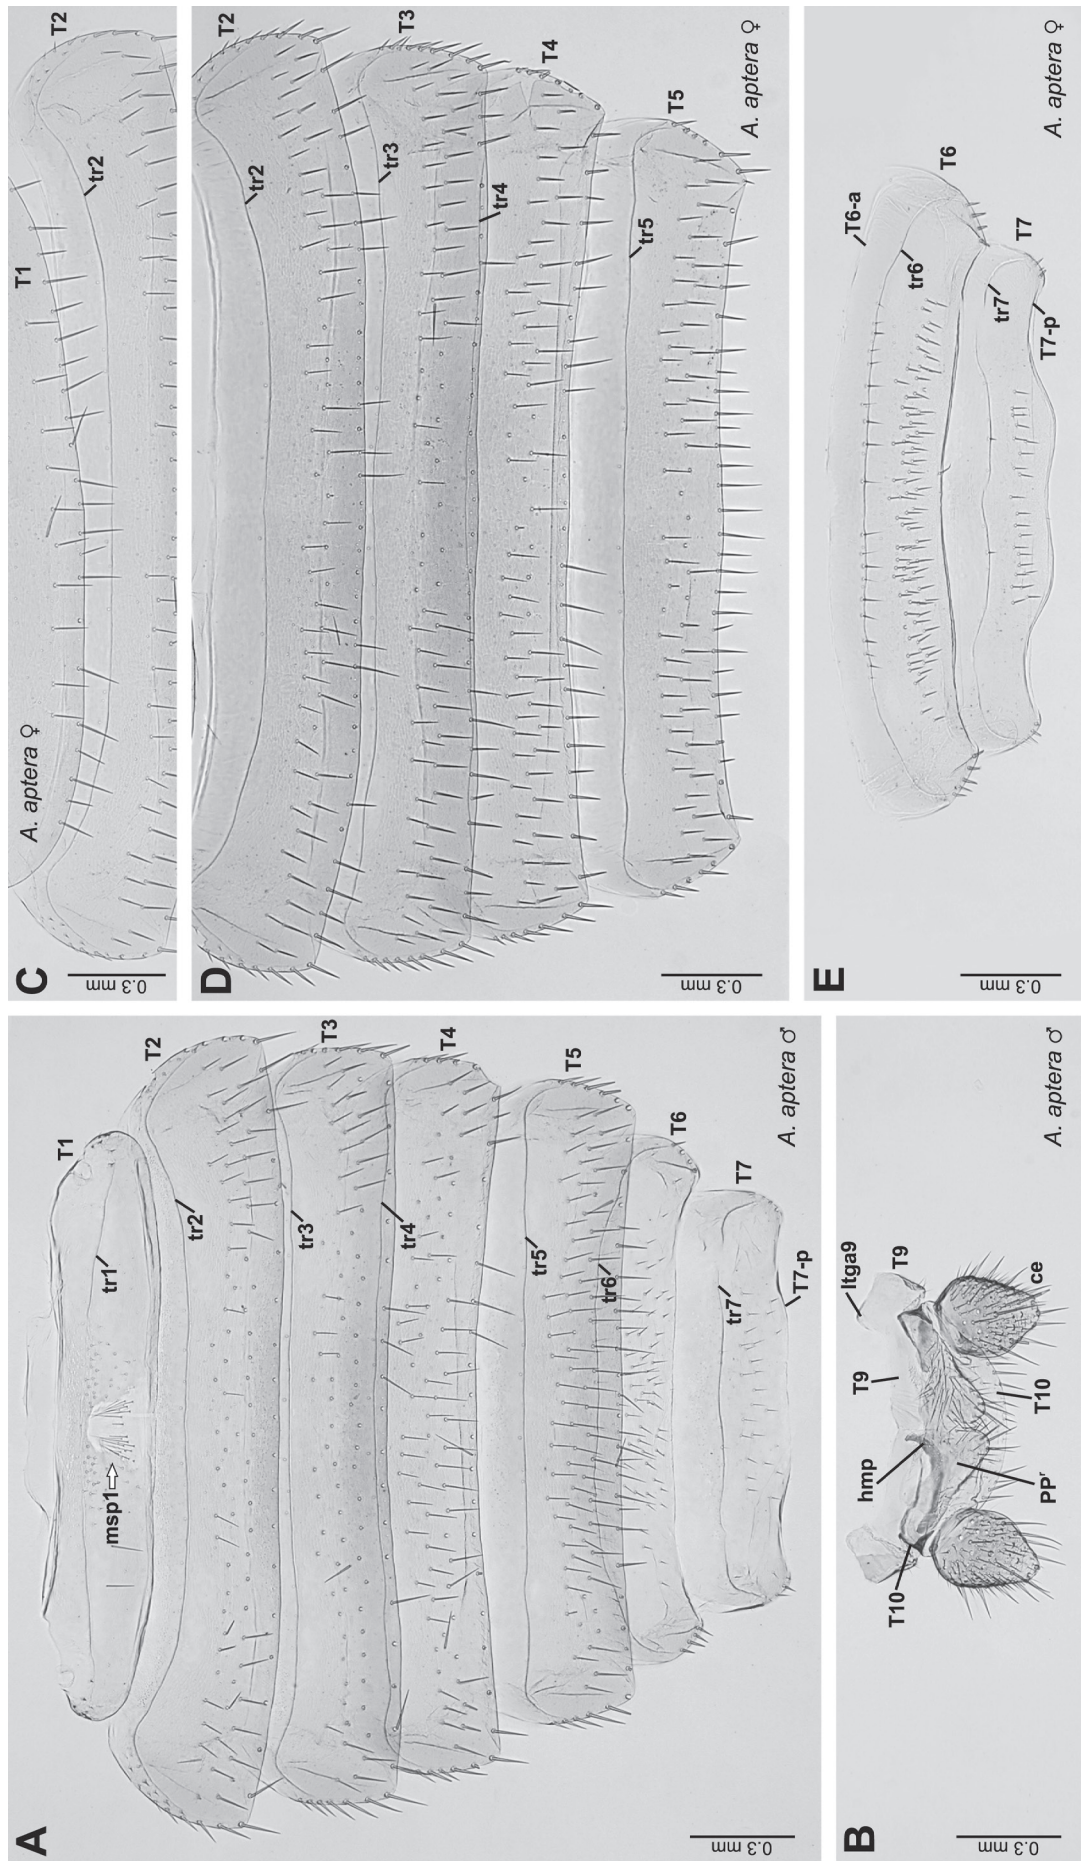 A
T1
tr1
msp1
T2
tr2
T3
tr3
tr4
T4
T5
tr5
tr6
T6
T7
tr7
T7-p
0.3 mm
A. aptera ♂
B
ltga9
T9
T9
hmp
T10
T10
PPʳ
ce
0.3 mm
A. aptera ♂
C
A. aptera ♀
T1
T2
tr2
0.3 mm
D
T2
tr2
T3
tr3
tr4
T4
T5
tr5
0.3 mm
A. aptera ♀
E
T6-a
T6
tr6
T7
tr7
T7-p
0.3 mm
A. aptera ♀